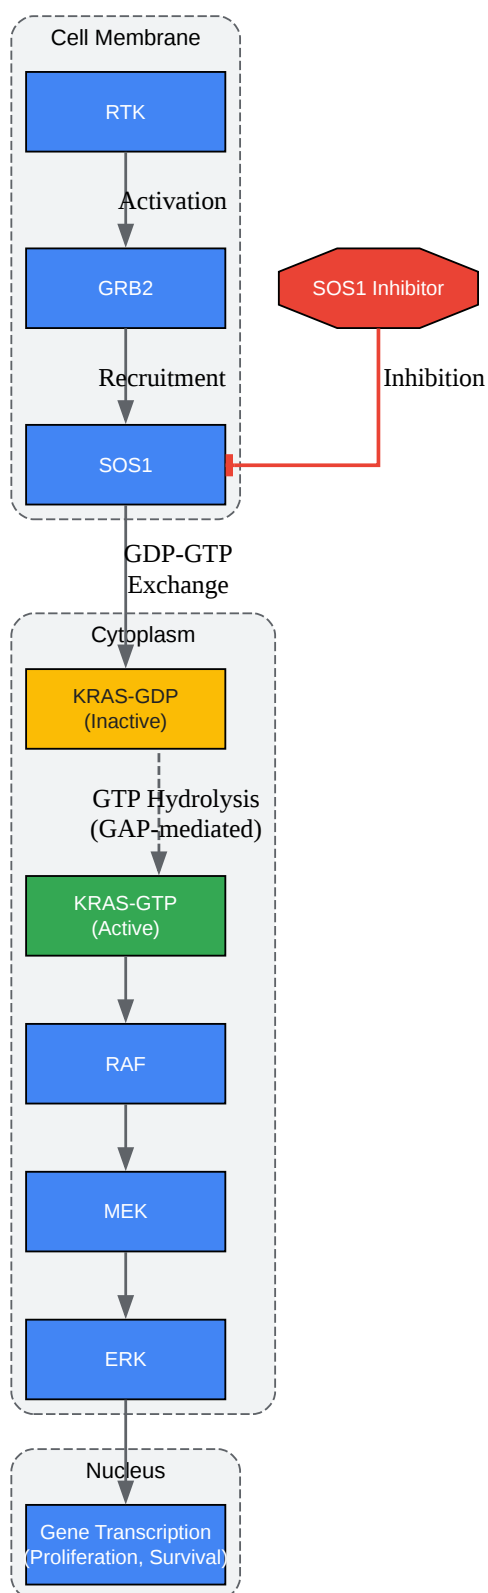 Cell Membrane
RTK
Activation
GRB2
SOS1 Inhibitor
Recruitment
Inhibition
SOS1
GDP-GTP
Exchange
Cytoplasm
KRAS-GDP
(Inactive)
GTP Hydrolysis
(GAP-mediated)
KRAS-GTP
(Active)
RAF
MEK
ERK
Nucleus
Gene Transcription
(Proliferation, Survival)